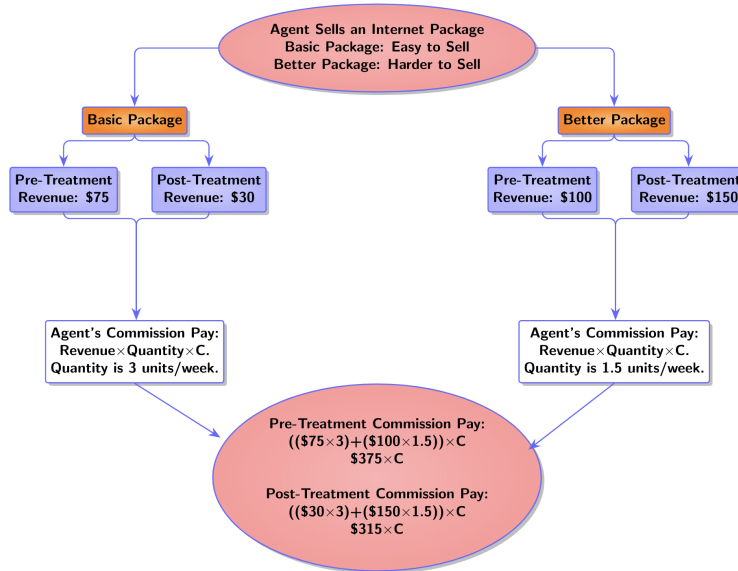 Agent Sells an Internet Package
Basic Package: Easy to Sell
Better Package: Harder to Sell
Basic Package
Better Package
Pre-Treatment
Revenue: $75
Post-Treatment
Revenue: $30
Pre-Treatment
Revenue: $100
Post-Treatment
Revenue: $150
Agent's Commission Pay:
Revenue×Quantity×C.
Quantity is 3 units/week.
Agent's Commission Pay:
Revenue×Quantity×C.
Quantity is 1.5 units/week.
Pre-Treatment Commission Pay:
(($75×3)+($100×1.5))×C
$375×C
Post-Treatment Commission Pay:
(($30×3)+($150×1.5))×C
$315×C